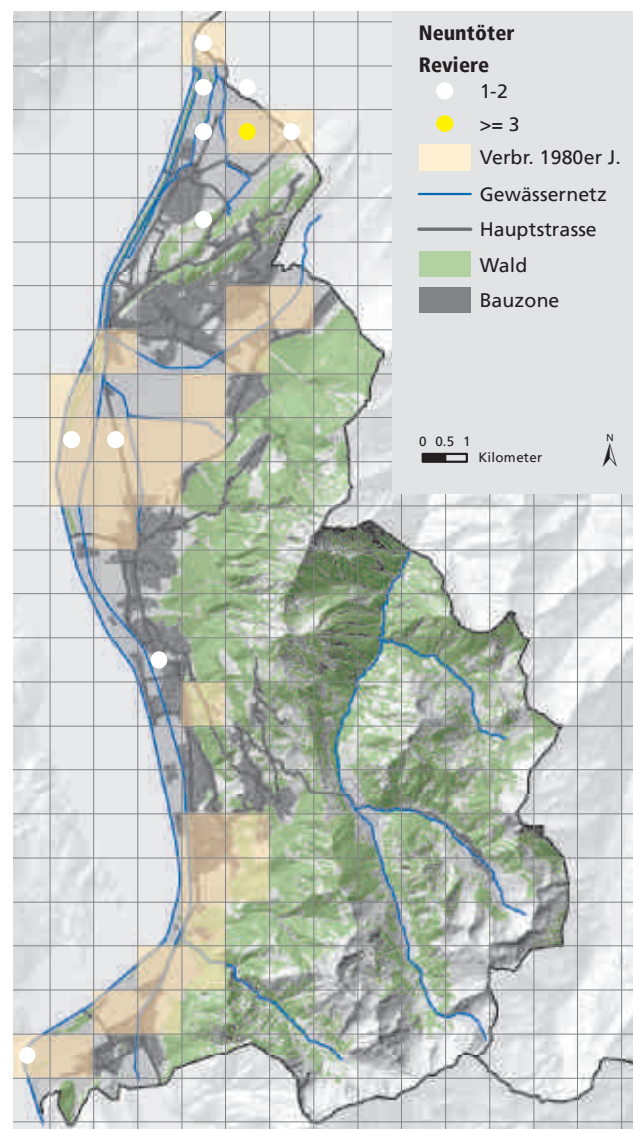 Neuntöter
Reviere
1-2
>= 3
Verbr. 1980er J.
Gewässernetz
Hauptstrasse
Wald
Bauzone
0 0.5 1
Kilometer
N